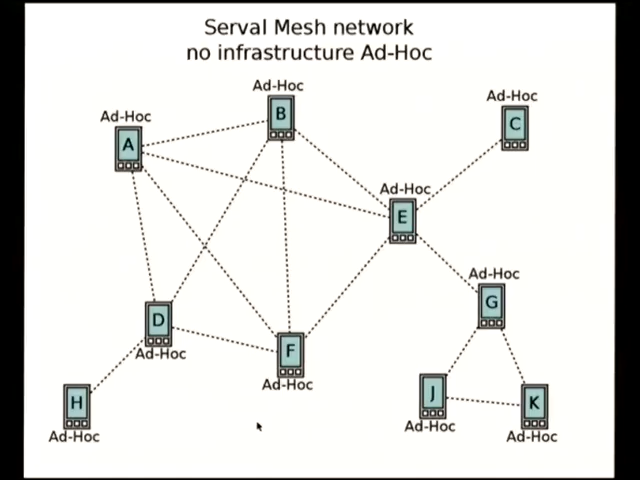 Serval Mesh network
no infrastructure Ad-Hoc
Ad-Hoc
B
Ad-Hoc
A
Ad-Hoc
C
Ad-Hoc
E
Ad-Hoc
G
D
Ad-Hoc
F
Ad-Hoc
H
Ad-Hoc
J
Ad-Hoc
K
Ad-Hoc